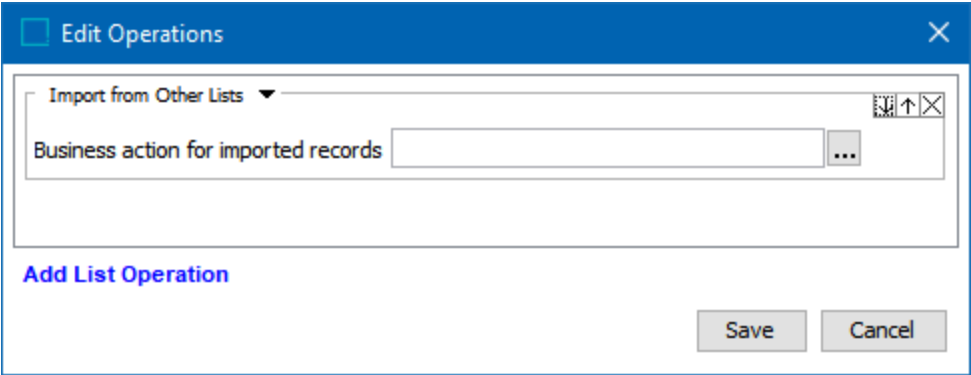 Edit Operations
Import from Other Lists
Business action for imported records
...
Add List Operation
Save Cancel